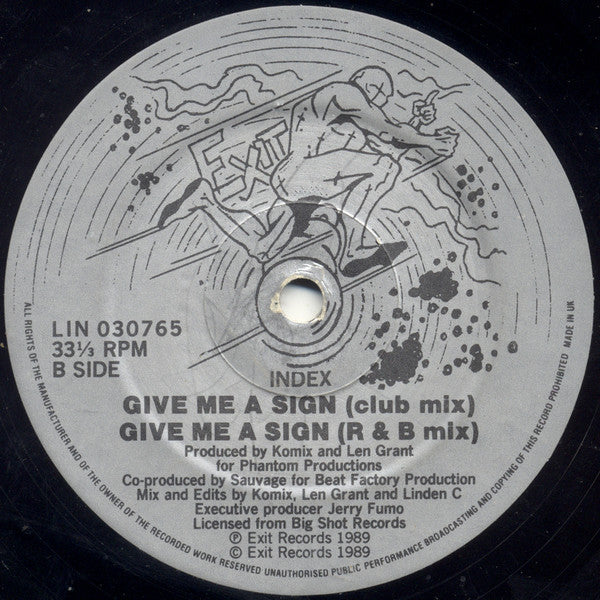 EXIT
LIN 030765
33⅓ RPM
B SIDE
INDEX
GIVE ME A SIGN (club mix)
GIVE ME A SIGN (R & B mix)
Produced by Komix and Len Grant
for Phantom Productions
Co-produced by Sauvage for Beat Factory Production
Mix and Edits by Komix, Len Grant and Linden C
Executive producer Jerry Fumo
Licensed from Big Shot Records
℗ Exit Records 1989
© Exit Records 1989
ALL RIGHTS OF THE MANUFACTURER AND OF THE OWNER OF THE RECORDED WORK RESERVED UNAUTHORISED PUBLIC PERFORMANCE BROADCASTING AND COPYING OF THIS RECORD PROHIBITED MADE IN UK